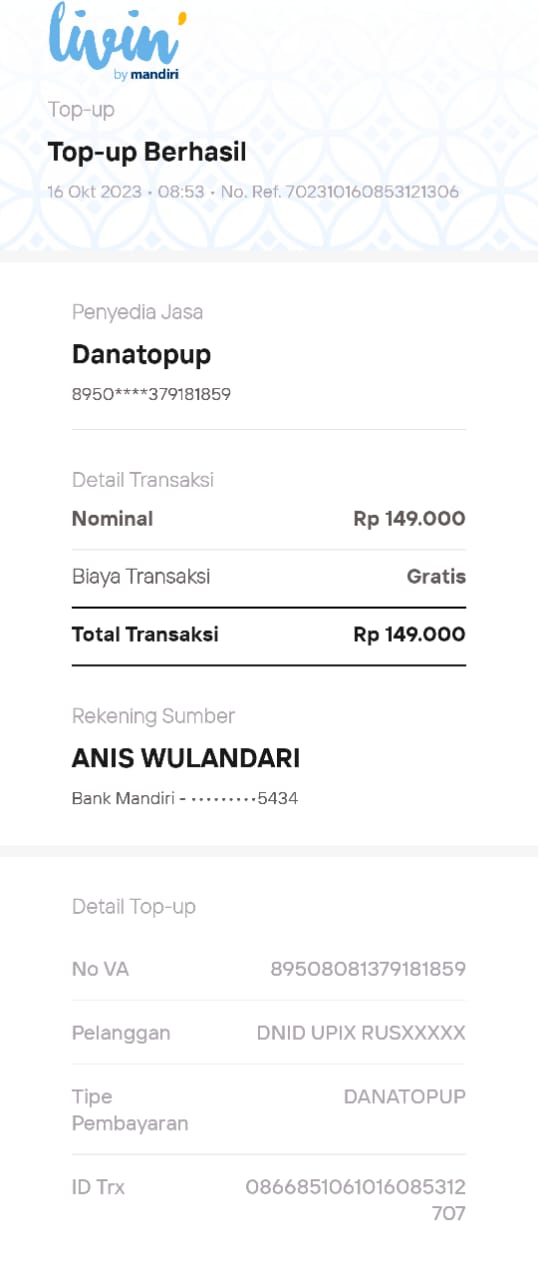 livin'
by mandiri
Top-up
Top-up Berhasil
16 Okt 2023 • 08:53 • No. Ref. 702310160853121306
Penyedia Jasa
Danatopup
8950****379181859
Detail Transaksi
Nominal Rp 149.000
Biaya Transaksi Gratis
Total Transaksi Rp 149.000
Rekening Sumber
ANIS WULANDARI
Bank Mandiri - •••••••••5434
Detail Top-up
No VA 89508081379181859
Pelanggan DNID UPIX RUSXXXXX
Tipe DANATOPUP
Pembayaran
ID Trx 0866851061016085312
707